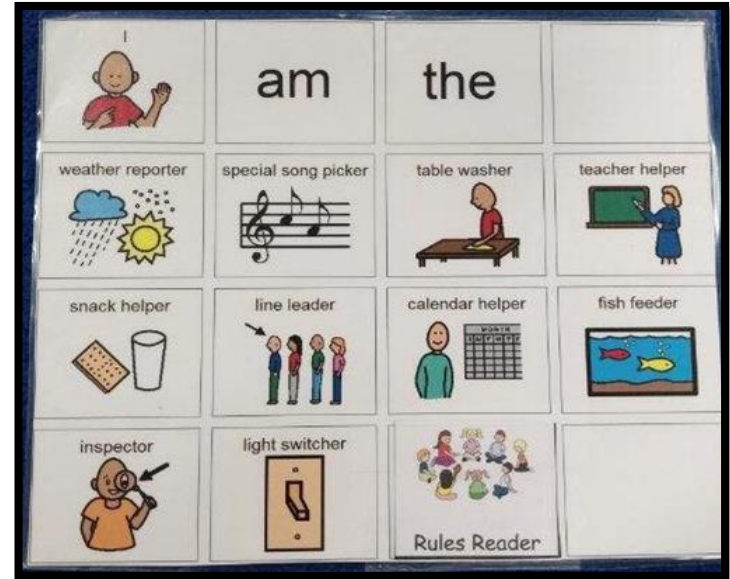 I
am
the
weather reporter
special song picker
table washer
teacher helper
snack helper
line leader
calendar helper
MONTH
S M T W T F
fish feeder
inspector
light switcher
Rules Reader